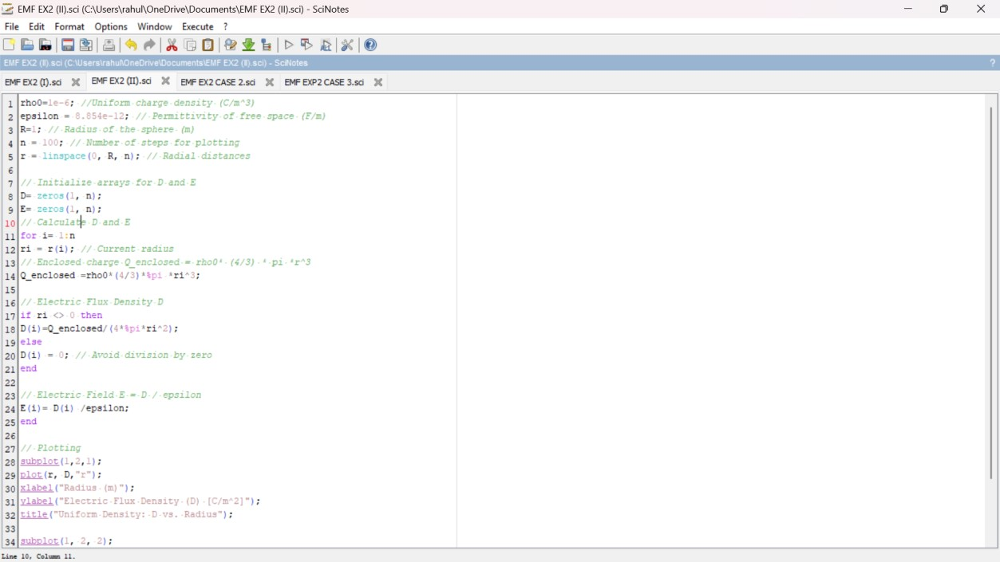 EMF EX2 (II).sci (C:\Users\rahul\OneDrive\Documents\EMF EX2 (II).sci) - SciNotes
File Edit Format Options Window Execute ?
EMF EX2 (II).sci (C:\Users\rahul\OneDrive\Documents\EMF EX2 (II).sci) - SciNotes ?
EMF EX2 (I).sci EMF EX2 (II).sci EMF EX2 CASE 2.sci EMF EXP2 CASE 3.sci
1 rho0=1e-6; //Uniform charge density (C/m^3)
2 epsilon = 8.854e-12; // Permittivity of free space (F/m)
3 R=1; // Radius of the sphere (m)
4 n = 100; // Number of steps for plotting
5 r = linspace(0, R, n); // Radial distances
6
7 // Initialize arrays for D and E
8 D= zeros(1, n);
9 E= zeros(1, n);
10 // Calculate D and E
11 for i= 1:n
12 ri = r(i); // Current radius
13 // Enclosed charge Q_enclosed = rho0* (4/3) * pi *r^3
14 Q_enclosed =rho0*(4/3)*%pi *ri^3;
15
16 // Electric Flux Density D
17 if ri <> 0 then
18 D(i)=Q_enclosed/(4*%pi*ri^2);
19 else
20 D(i) = 0; // Avoid division by zero
21 end
22
23 // Electric Field E = D / epsilon
24 E(i)= D(i) /epsilon;
25 end
26
27 // Plotting
28 subplot(1,2,1);
29 plot(r, D,"r");
30 xlabel("Radius (m)");
31 ylabel("Electric Flux Density (D) [C/m^2]");
32 title("Uniform Density: D vs. Radius");
33
34 subplot(1, 2, 2);
Line 10, Column 11.